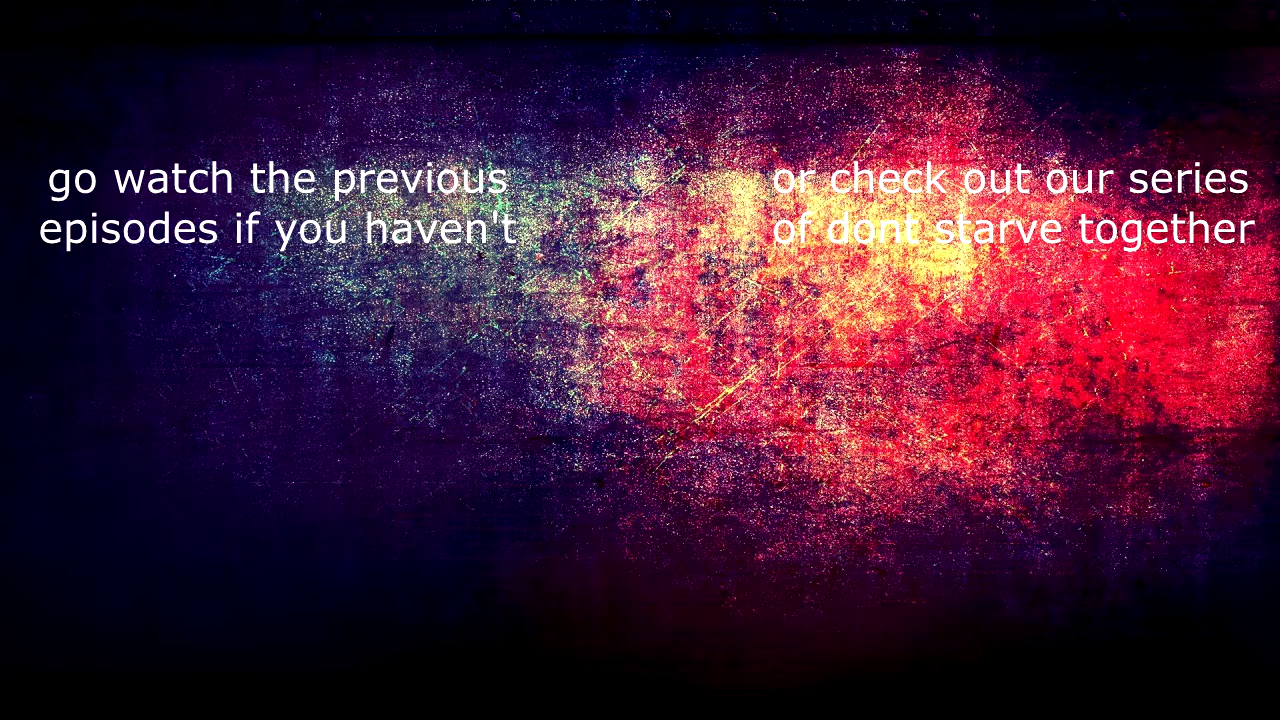 go watch the previous
episodes if you haven't
or check out our series
of dont starve together